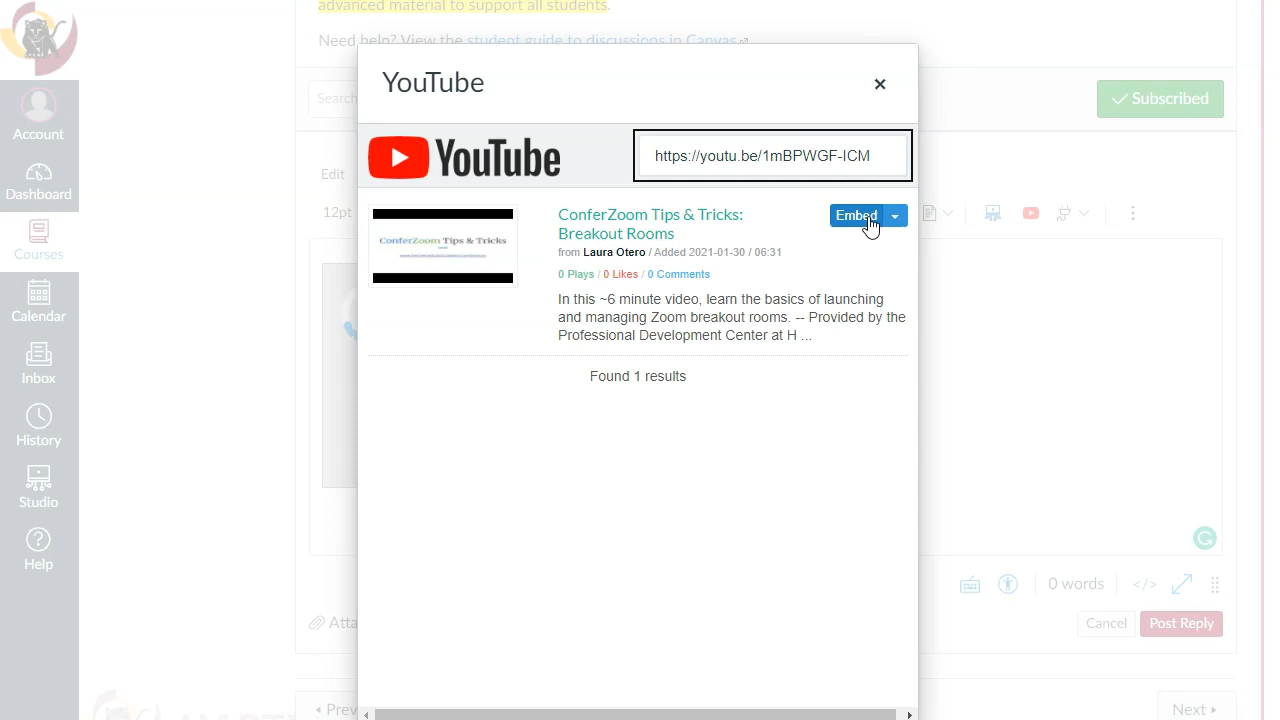 advanced material to support all students.
Need help? View the student guide to discussions in Canvas
YouTube
Search
Subscribed
Account
YouTube
https://youtu.be/1mBPWGF-ICM
Edit
Dashboard
12pt
ConferZoom Tips & Tricks:
Breakout Rooms
Embed
ConferZoom Tips & Tricks
from Laura Otero / Added 2021-01-30 / 06:31
Courses
0 Plays / 0 Likes / 0 Comments
In this ~6 minute video, learn the basics of launching
and managing Zoom breakout rooms. -- Provided by the
Professional Development Center at H ...
Calendar
Found 1 results
Inbox
History
Studio
Help
0 words
</>
Atta
Cancel
Post Reply
Prev
Next